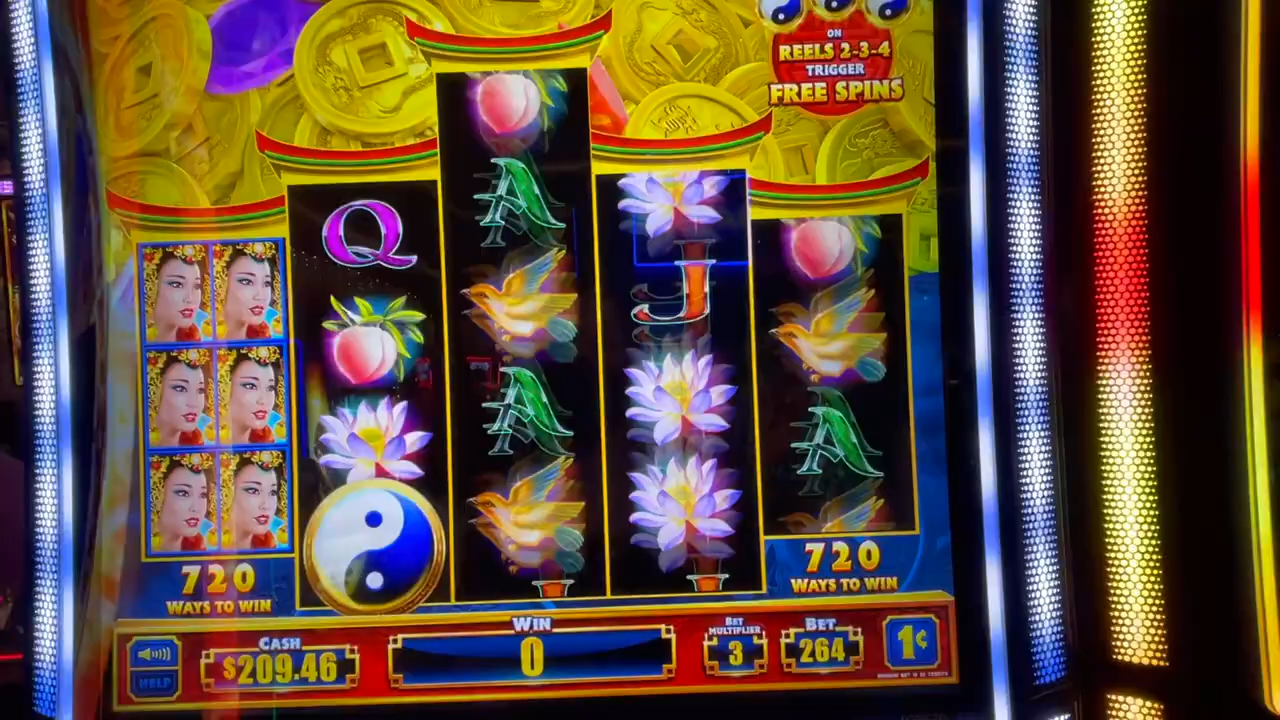 ON
REELS 2-3-4
TRIGGER
FREE SPINS
Q
A
J
A
A
720
WAYS TO WIN
720
WAYS TO WIN
CASH
$209.46
WIN
0
BET
MULTIPLIER
3
BET
264
1¢
HELP